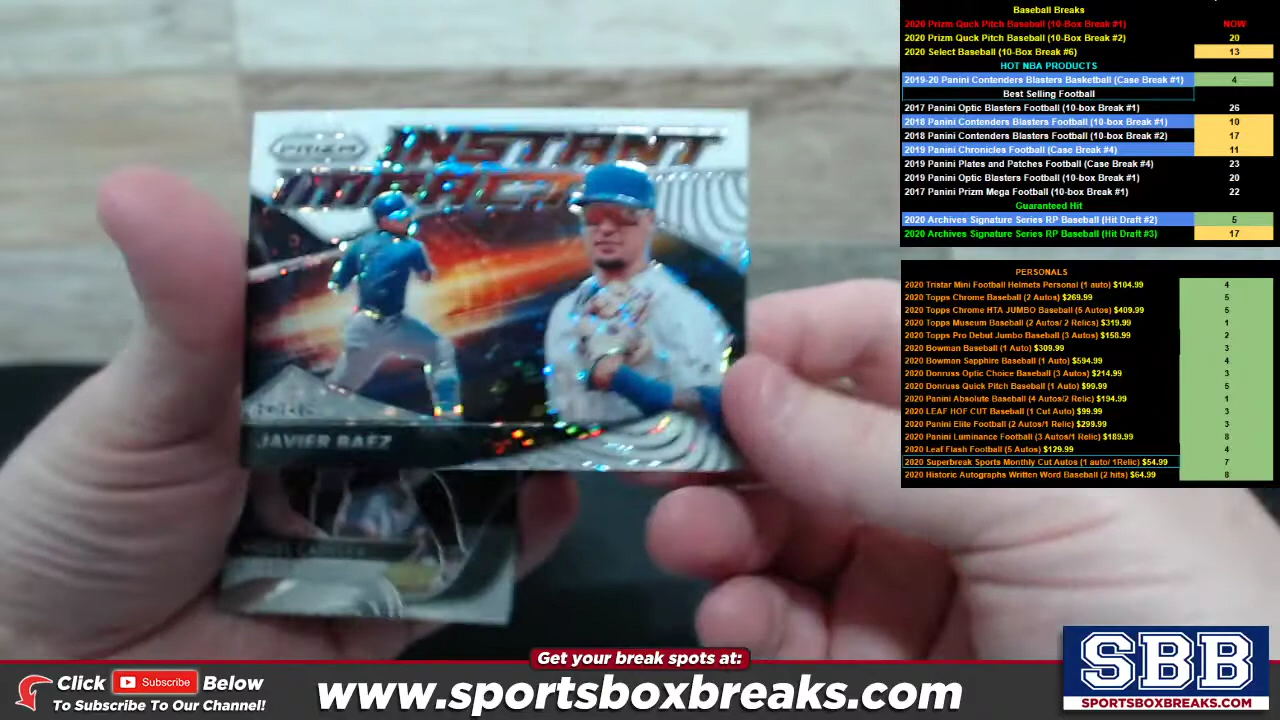 Baseball Breaks
2020 Prizm Quck Pitch Baseball (10-Box Break #1) NOW
2020 Prizm Quck Pitch Baseball (10-Box Break #2) 20
2020 Select Baseball (10-Box Break #6) 13
HOT NBA PRODUCTS
2019-20 Panini Contenders Blasters Basketball (Case Break #1) 4
Best Selling Football
2017 Panini Optic Blasters Football (10-box Break #1) 26
2018 Panini Contenders Blasters Football (10-box Break #1) 10
2018 Panini Contenders Blasters Football (10-box Break #2) 17
2019 Panini Chronicles Football (Case Break #4) 11
2019 Panini Plates and Patches Football (Case Break #4) 23
2019 Panini Optic Blasters Football (10-box Break #1) 20
2017 Panini Prizm Mega Football (10-box Break #1) 22
Guaranteed Hit
2020 Archives Signature Series RP Baseball (Hit Draft #2) 5
2020 Archives Signature Series RP Baseball (Hit Draft #3) 17
PERSONALS
2020 Tristar Mini Football Helmets Personal (1 auto) $104.99 4
2020 Topps Chrome Baseball (2 Autos) $269.99 5
2020 Topps Chrome HTA JUMBO Baseball (5 Autos) $409.99 5
2020 Topps Museum Baseball (2 Autos/ 2 Relics) $319.99 1
2020 Topps Pro Debut Jumbo Baseball (3 Autos) $158.99 2
2020 Bowman Baseball (1 Auto) $309.99 3
2020 Bowman Sapphire Baseball (1 Auto) $594.99 4
2020 Donruss Optic Choice Baseball (3 Autos) $214.99 3
2020 Donruss Quick Pitch Baseball (1 Auto) $99.99 5
2020 Panini Absolute Baseball (4 Autos/2 Relic) $194.99 1
2020 LEAF HOF CUT Baseball (1 Cut Auto) $99.99 3
2020 Panini Elite Football (2 Autos/1 Relic) $299.99 3
2020 Panini Luminance Football (3 Autos/1 Relic) $189.99 8
2020 Leaf Flash Football (5 Autos) $129.99 4
2020 Superbreak Sports Monthly Cut Autos (1 auto/ 1Relic) $54.99 7
2020 Historic Autographs Written Word Baseball (2 hits) $64.99 8
PRIZM INSTANT
IMPACT
JAVIER BAEZ
Get your break spots at:
Click Subscribe Below
To Subscribe To Our Channel!
www.sportsboxbreaks.com
SBB
SPORTSBOXBREAKS.COM